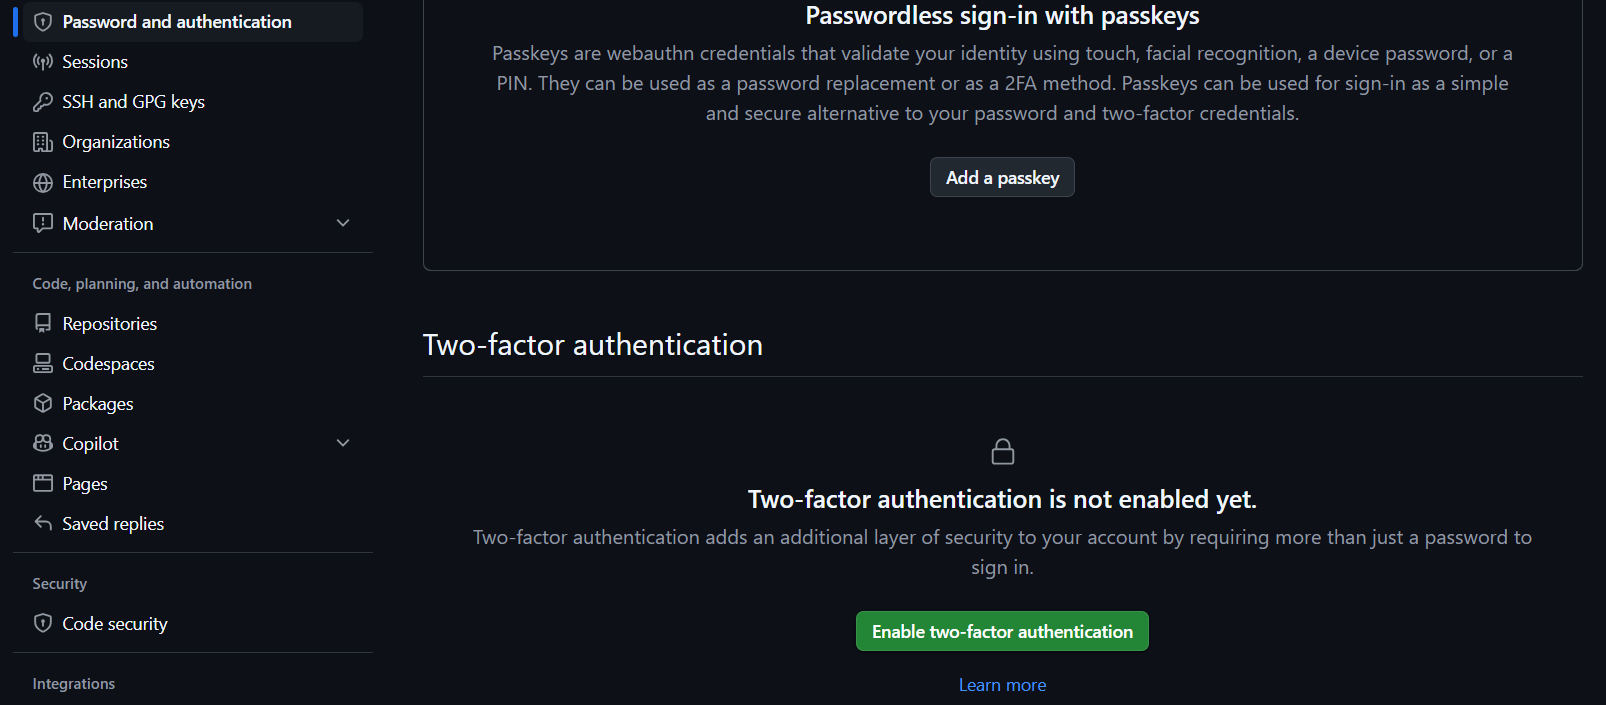 Password and authentication
Sessions
SSH and GPG keys
Organizations
Enterprises
Moderation
Code, planning, and automation
Repositories
Codespaces
Packages
Copilot
Pages
Saved replies
Security
Code security
Integrations
Passwordless sign-in with passkeys
Passkeys are webauthn credentials that validate your identity using touch, facial recognition, a device password, or a
PIN. They can be used as a password replacement or as a 2FA method. Passkeys can be used for sign-in as a simple
and secure alternative to your password and two-factor credentials.
Add a passkey
Two-factor authentication
Two-factor authentication is not enabled yet.
Two-factor authentication adds an additional layer of security to your account by requiring more than just a password to
sign in.
Enable two-factor authentication
Learn more